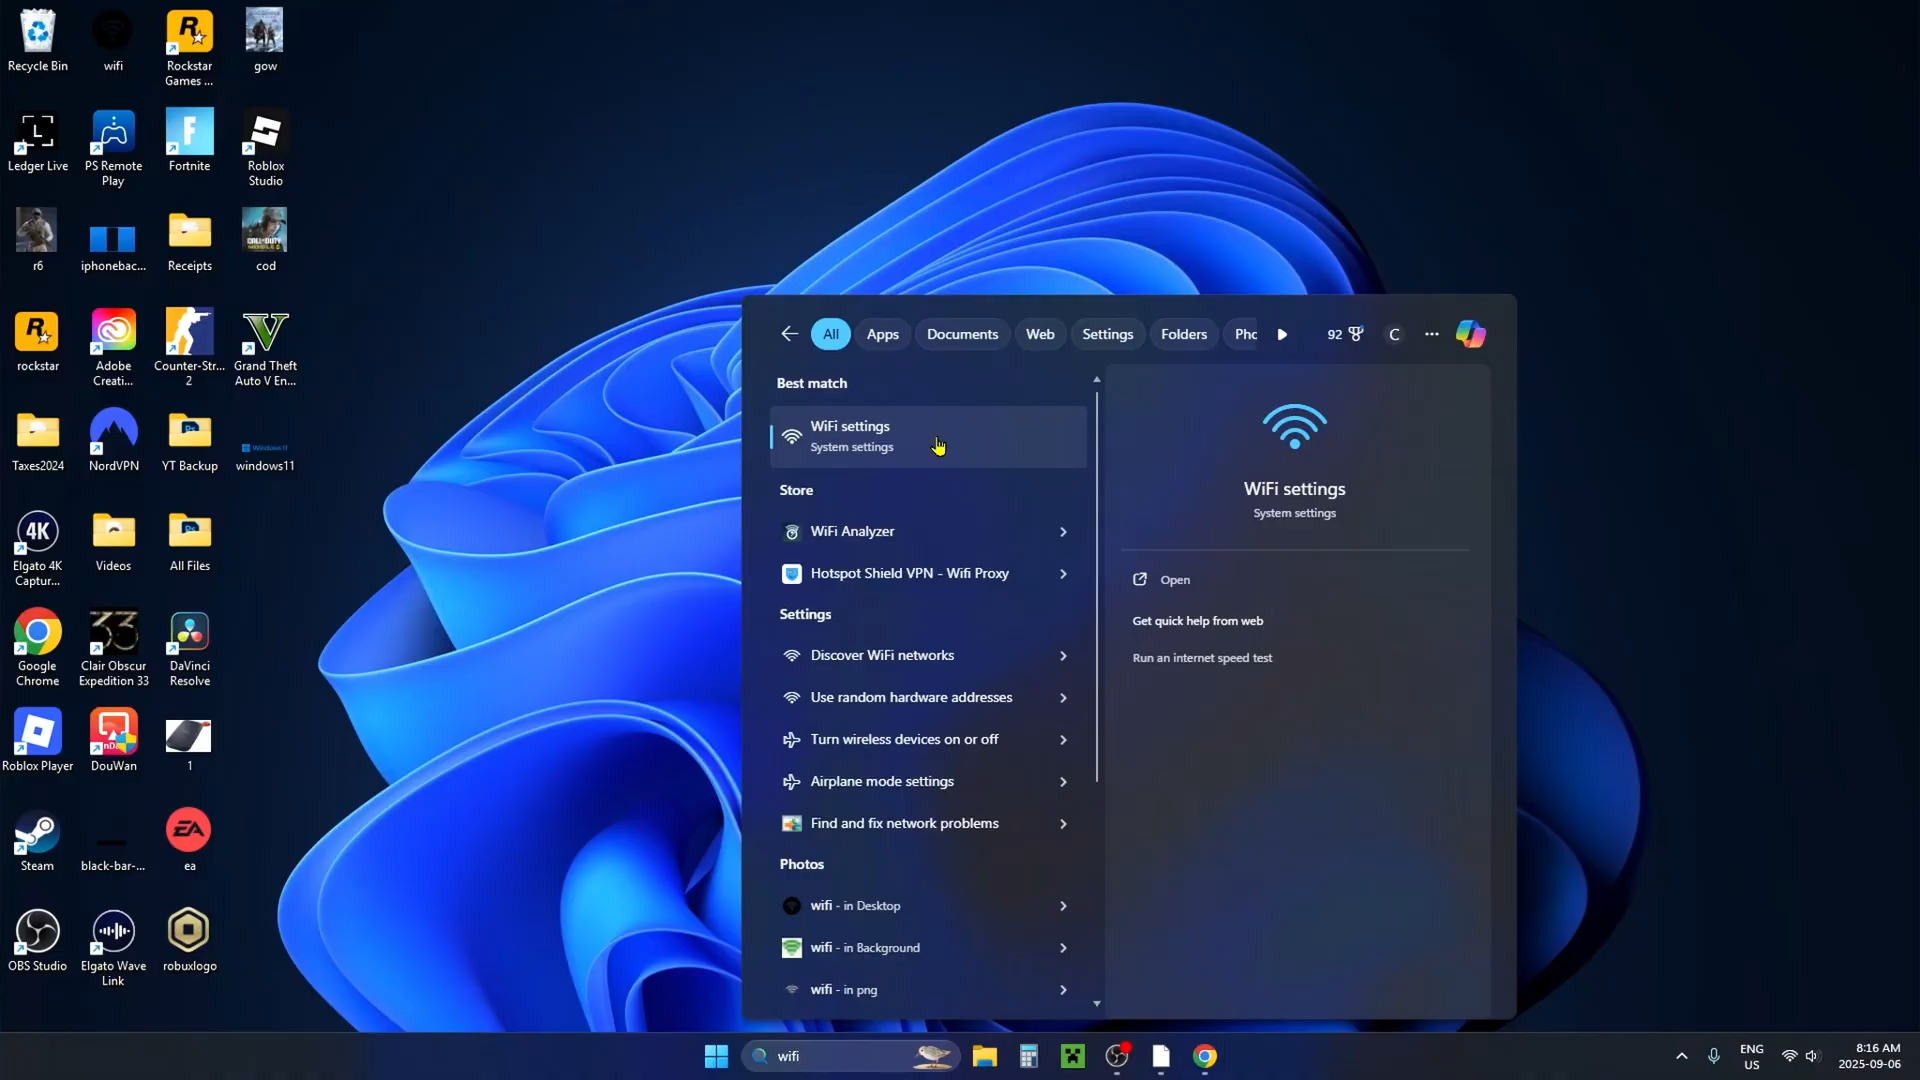 Recycle Bin
wifi
Rockstar
Games ...
gow
Ledger Live
PS Remote
Play
Fortnite
Roblox
Studio
r6
iphonebac...
Receipts
cod
rockstar
Adobe
Creati...
Counter-Str...
2
Grand Theft
Auto V En...
Taxes2024
NordVPN
YT Backup
windows11
Elgato 4K
Captur...
Videos
All Files
Google
Chrome
Clair Obscur
Expedition 33
DaVinci
Resolve
Roblox Player
DouWan
1
Steam
black-bar-...
ea
OBS Studio
Elgato Wave
Link
robuxlogo
All
Apps
Documents
Web
Settings
Folders
Pho
92
C
Best match
WiFi settings
System settings
Store
WiFi Analyzer
Hotspot Shield VPN - Wifi Proxy
Settings
Discover WiFi networks
Use random hardware addresses
Turn wireless devices on or off
Airplane mode settings
Find and fix network problems
Photos
wifi - in Desktop
wifi - in Background
wifi - in png
WiFi settings
System settings
Open
Get quick help from web
Run an internet speed test
wifi
ENG
US
8:16 AM
2025-09-06